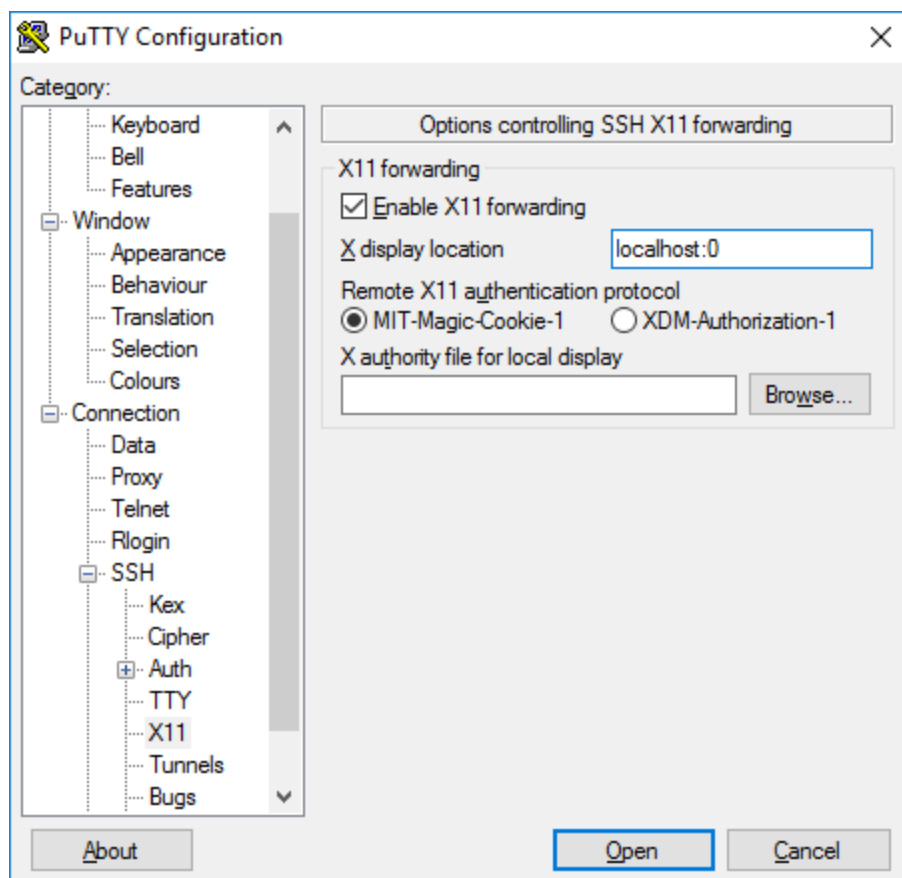 PuTTY Configuration
Category:
Keyboard
Bell
Features
Window
Appearance
Behaviour
Translation
Selection
Colours
Connection
Data
Proxy
Telnet
Rlogin
SSH
Kex
Cipher
Auth
TTY
X11
Tunnels
Bugs
Options controlling SSH X11 forwarding
X11 forwarding
Enable X11 forwarding
X display location localhost:0
Remote X11 authentication protocol
MIT-Magic-Cookie-1 XDM-Authorization-1
X authority file for local display
Browse...
About Open Cancel